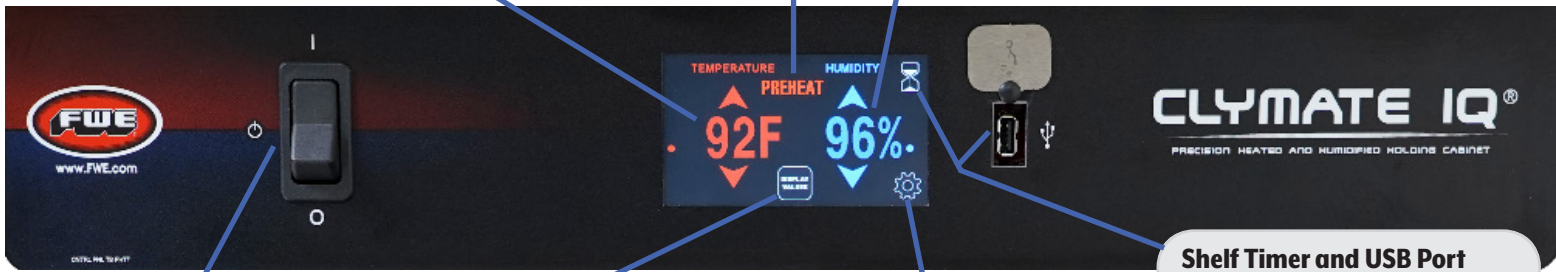 I
TEMPERATURE HUMIDITY
PREHEAT
FWE
92F 96%
www.FWE.com
DISPLAY
VALUES
O
CLYMATE IQ®
PRECISION HEATED AND HUMIDIFIED HOLDING CABINET
Shelf Timer and USB Port